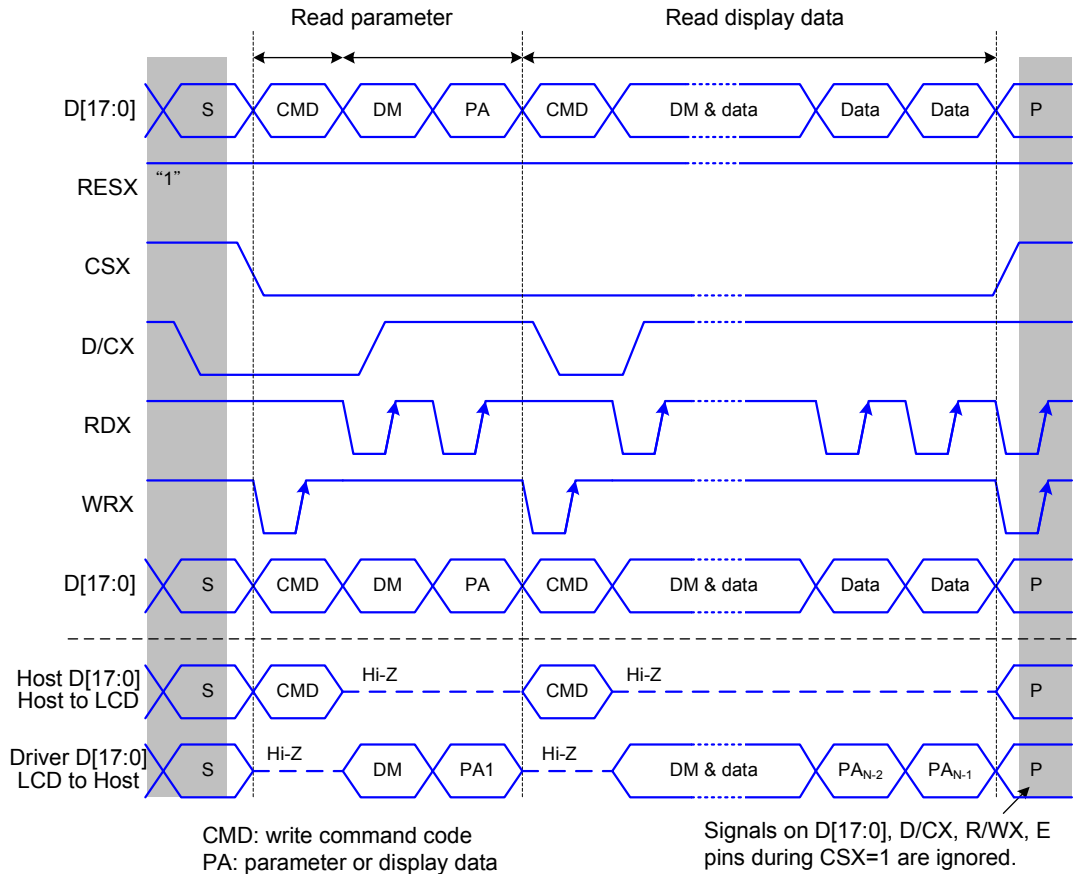 Read parameter
Read display data
D[17:0]
S
CMD
DM
PA
CMD
DM & data
Data
Data
P
RESX
“1”
CSX
D/CX
RDX
WRX
D[17:0]
S
CMD
DM
PA
CMD
DM & data
Data
Data
P
Host D[17:0]
Host to LCD
S
CMD
Hi-Z
CMD
Hi-Z
P
Driver D[17:0]
LCD to Host
S
Hi-Z
DM
PA1
Hi-Z
DM & data
PAN-2
PAN-1
P
CMD: write command code
PA: parameter or display data
Signals on D[17:0], D/CX, R/WX, E
pins during CSX=1 are ignored.